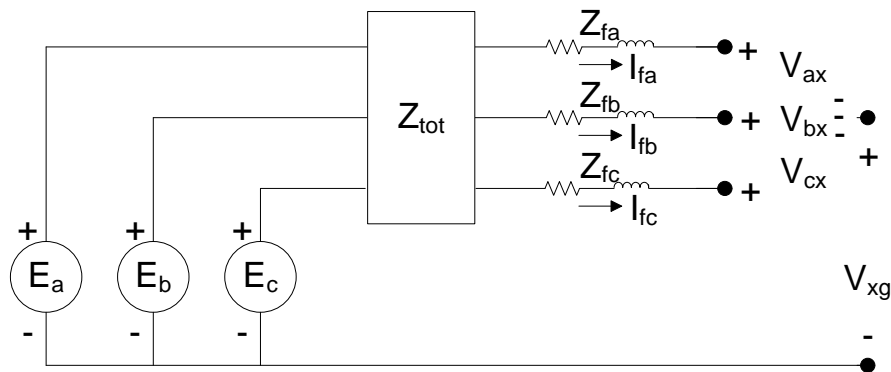 Z_fa
+ I_fa V_ax
Z_fb -
Z_tot + V_bx -
I_fb -
Z_fc +
+ V_cx
I_fc
+ + +
E_a E_b E_c V_xg
- - - -